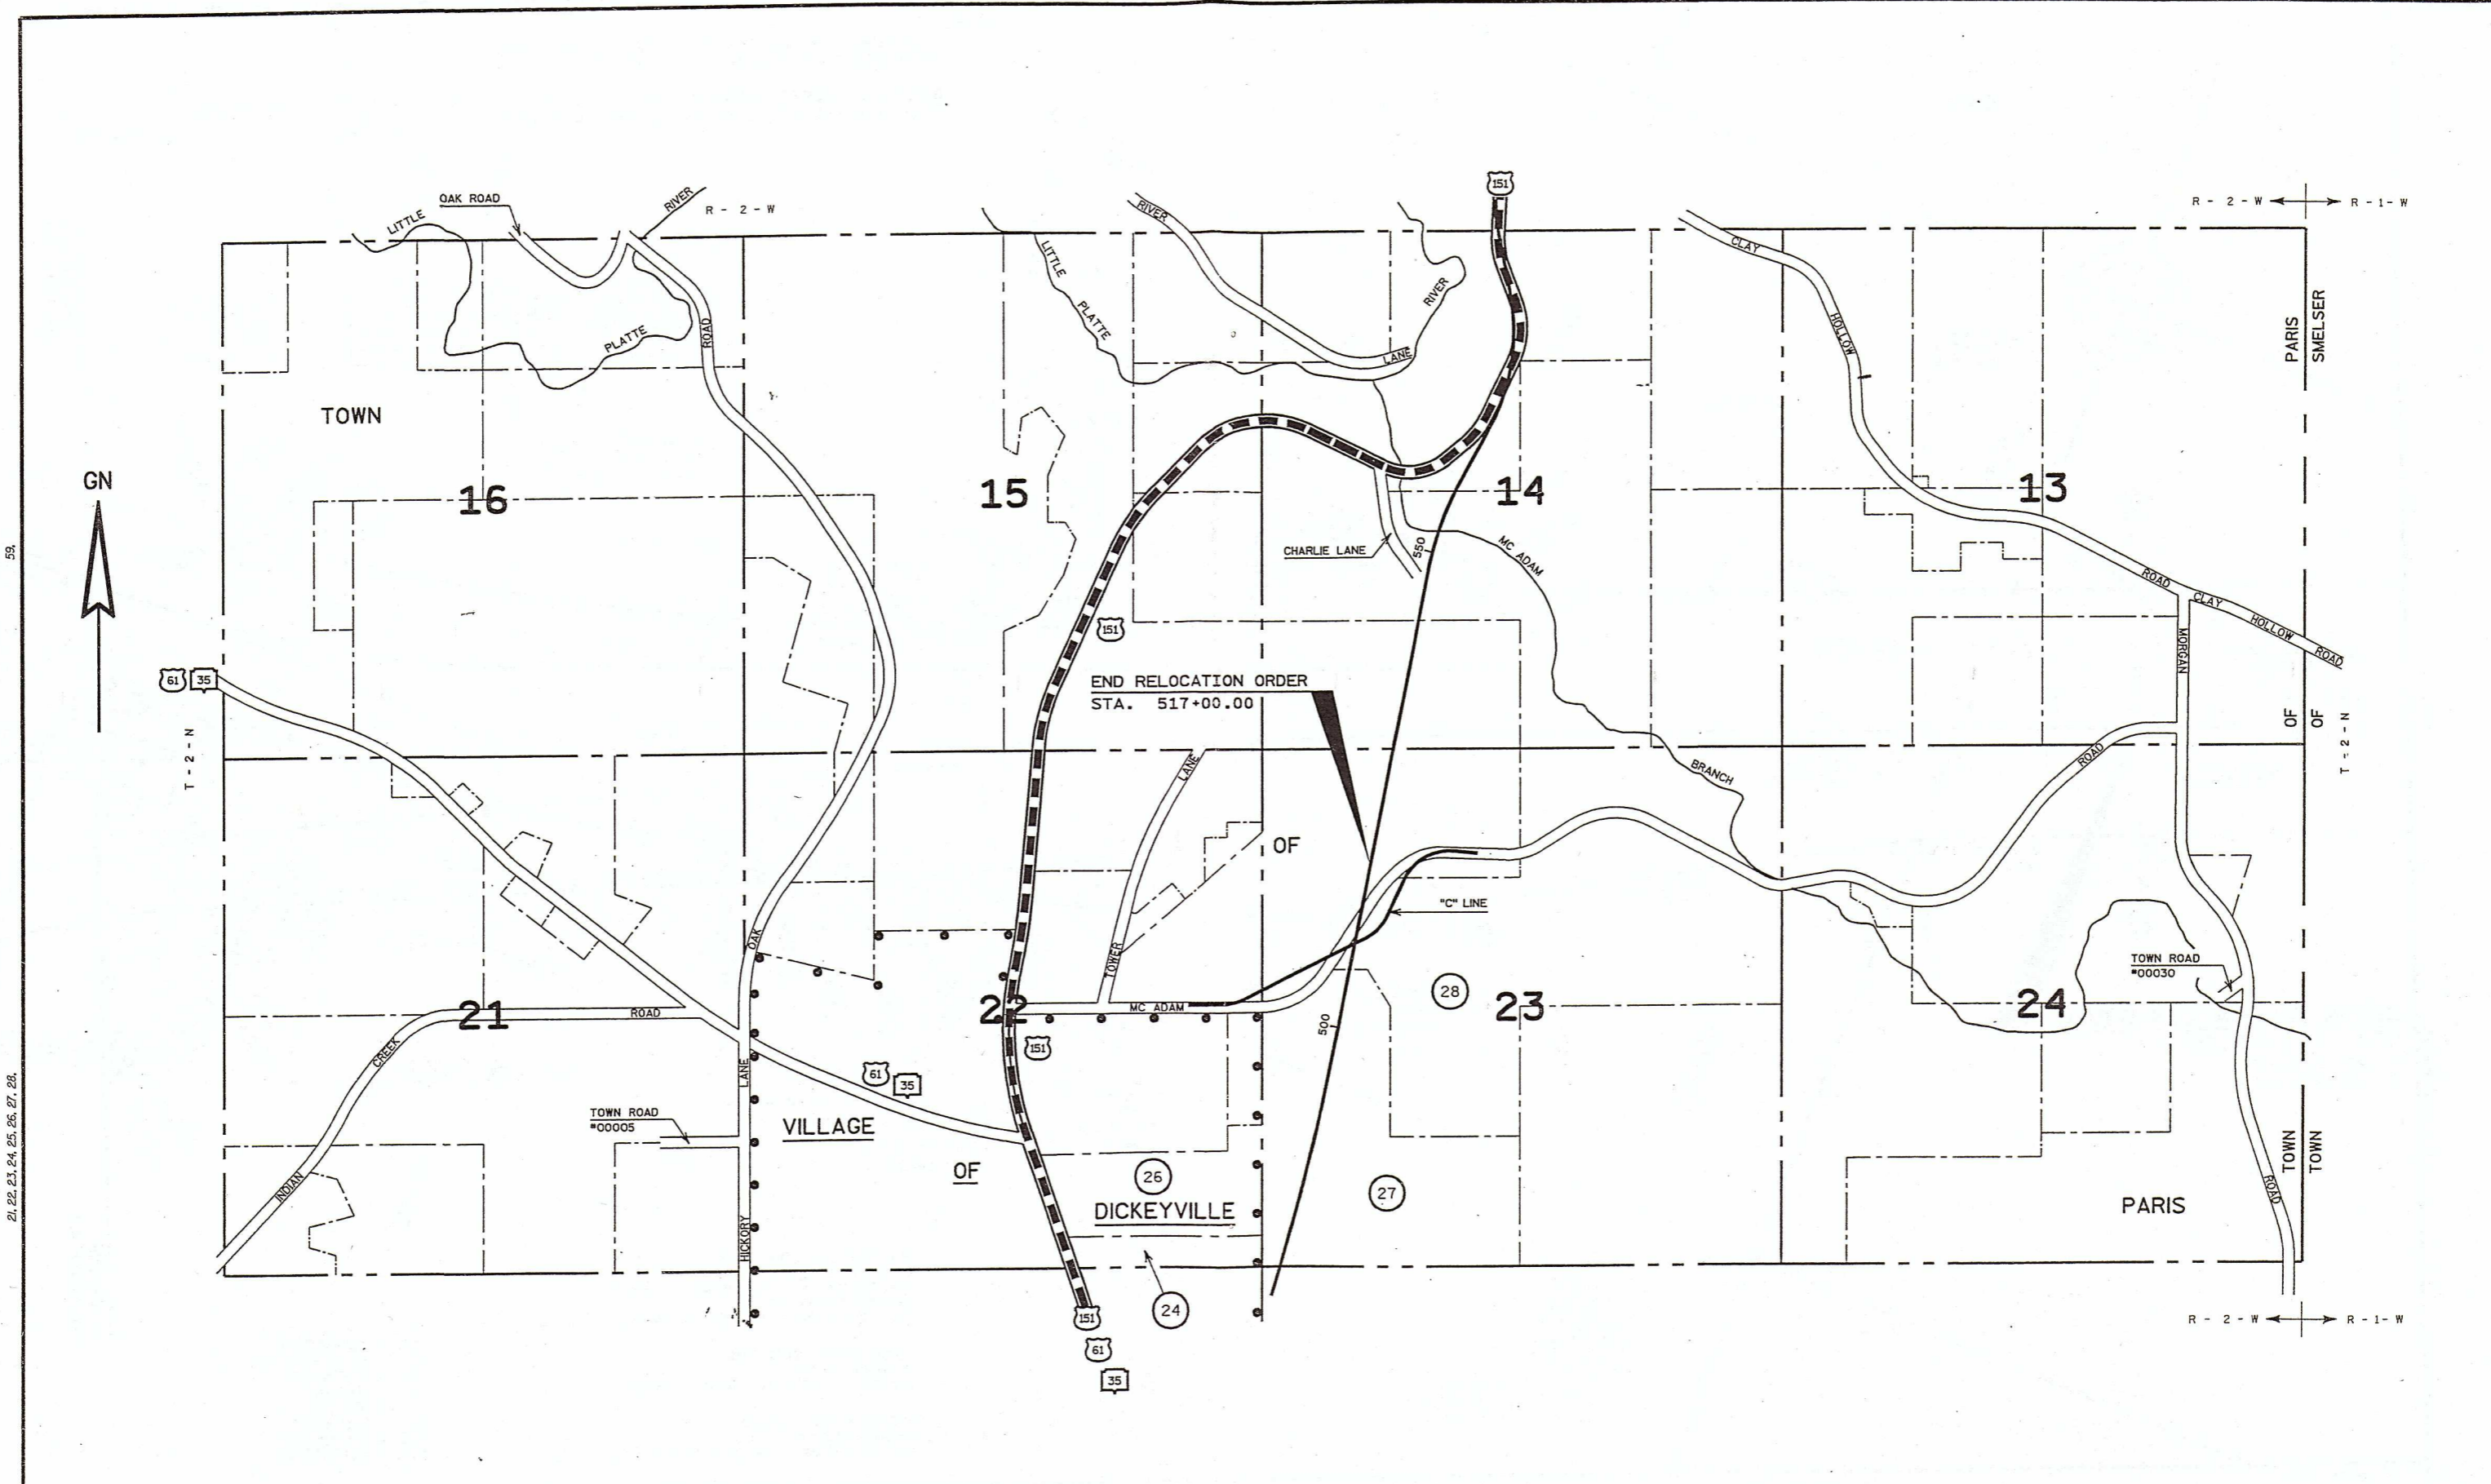 OAK ROAD
RIVER
R - 2 - W
LITTLE
RIVER
151
R - 2 - W
R - 1 - W
CLAY
LITTLE
PLATTE
RIVER
PARIS
SMELSER
ROAD
PLATTE
LANE
HOLLOW
TOWN
GN
16
15
14
13
59,
CHARLIE LANE
550
MC ADAM
ROAD
CLAY
HOLLOW
ROAD
151
MORGAN
61
35
END RELOCATION ORDER
STA. 517+00.00
OF
OF
T - 2 - N
T - 2 - N
LANE
BRANCH
ROAD
OF
"C" LINE
OAK
TOWER
TOWN ROAD
#00030
28
21
ROAD
22
MC ADAM
23
24
500
CREEK
151
LANE
61
35
TOWN ROAD
#00005
VILLAGE
OF
26
27
DICKEYVILLE
TOWN
TOWN
INDIAN
HICKORY
ROAD
PARIS
21, 22, 23, 24, 25, 26, 27, 28,
24
151
61
35
R - 2 - W
R - 1 - W